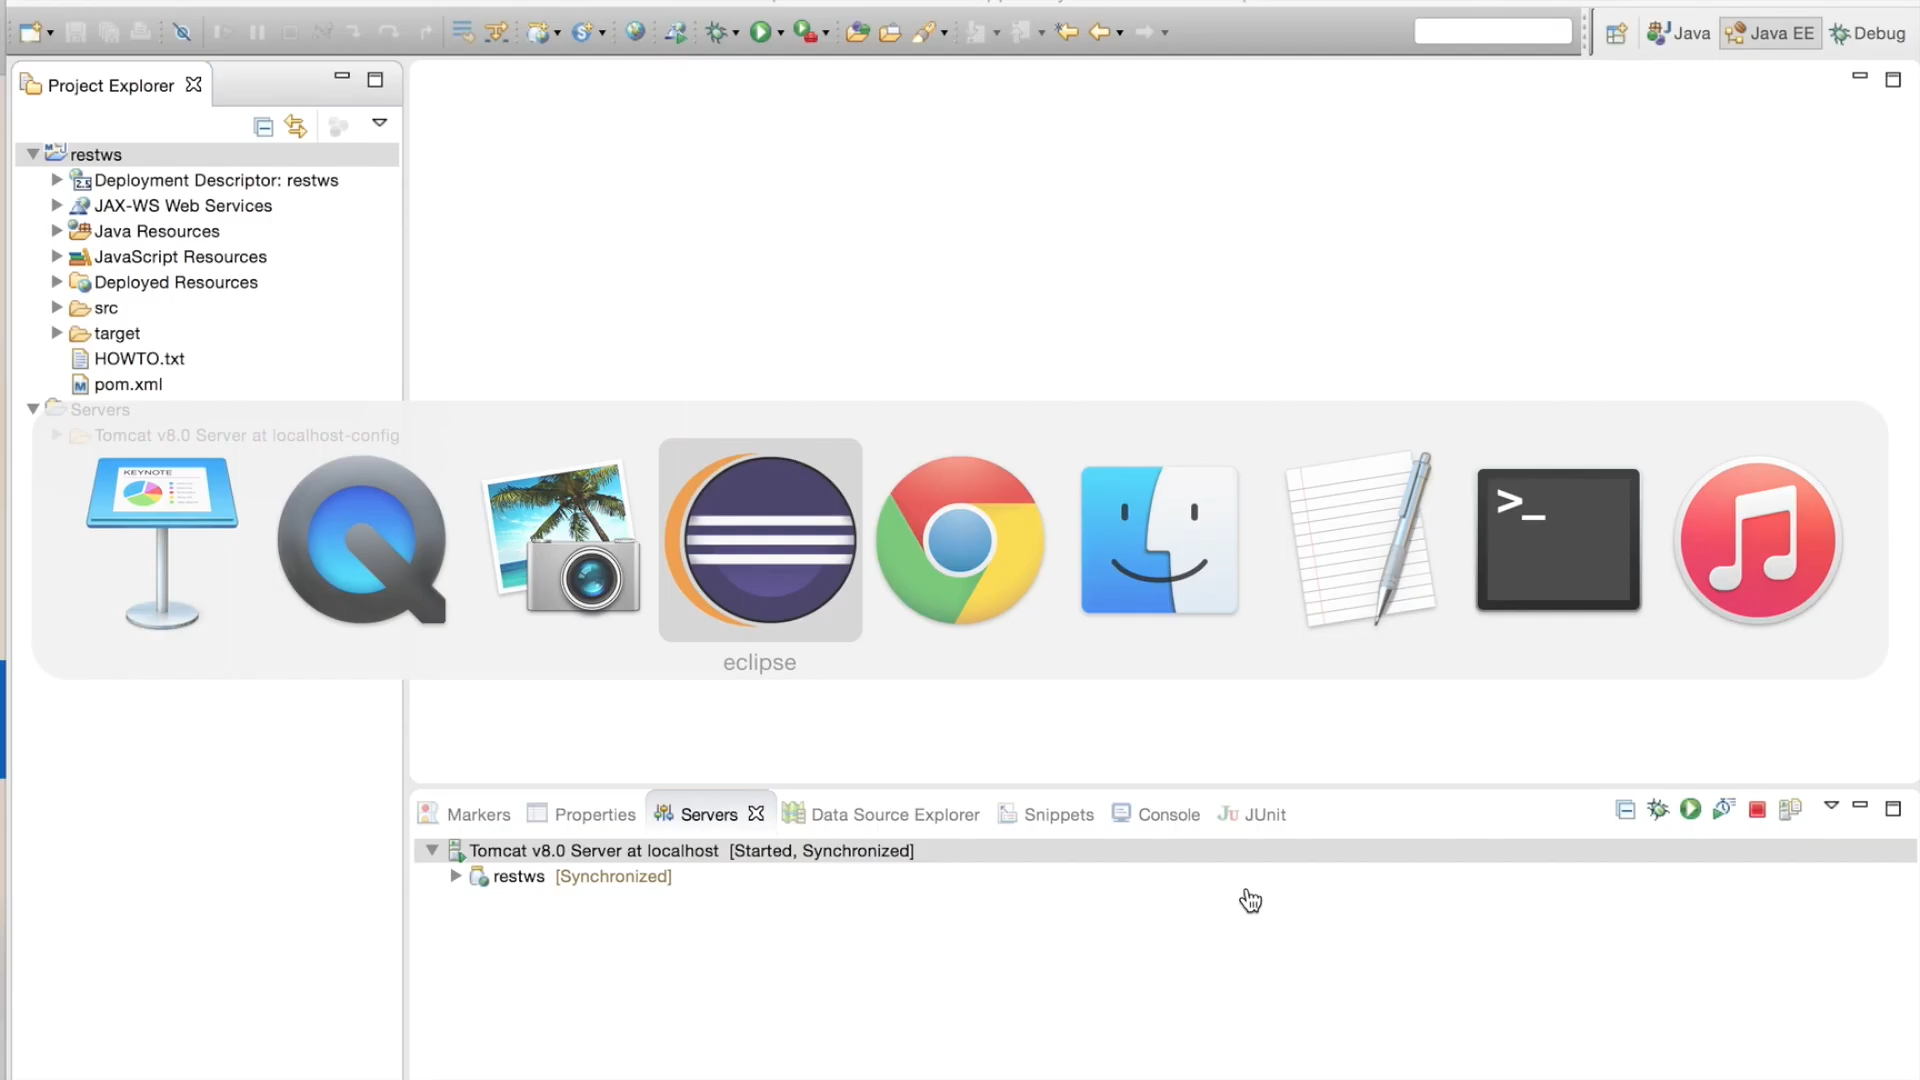 Java
Java EE
Debug
Project Explorer
restws
Deployment Descriptor: restws
JAX-WS Web Services
Java Resources
JavaScript Resources
Deployed Resources
src
target
HOWTO.txt
pom.xml
Servers
Tomcat v8.0 Server at localhost-config
KEYNOTE
>_
eclipse
Markers
Properties
Servers
Data Source Explorer
Snippets
Console
JUnit
Tomcat v8.0 Server at localhost [Started, Synchronized]
restws [Synchronized]